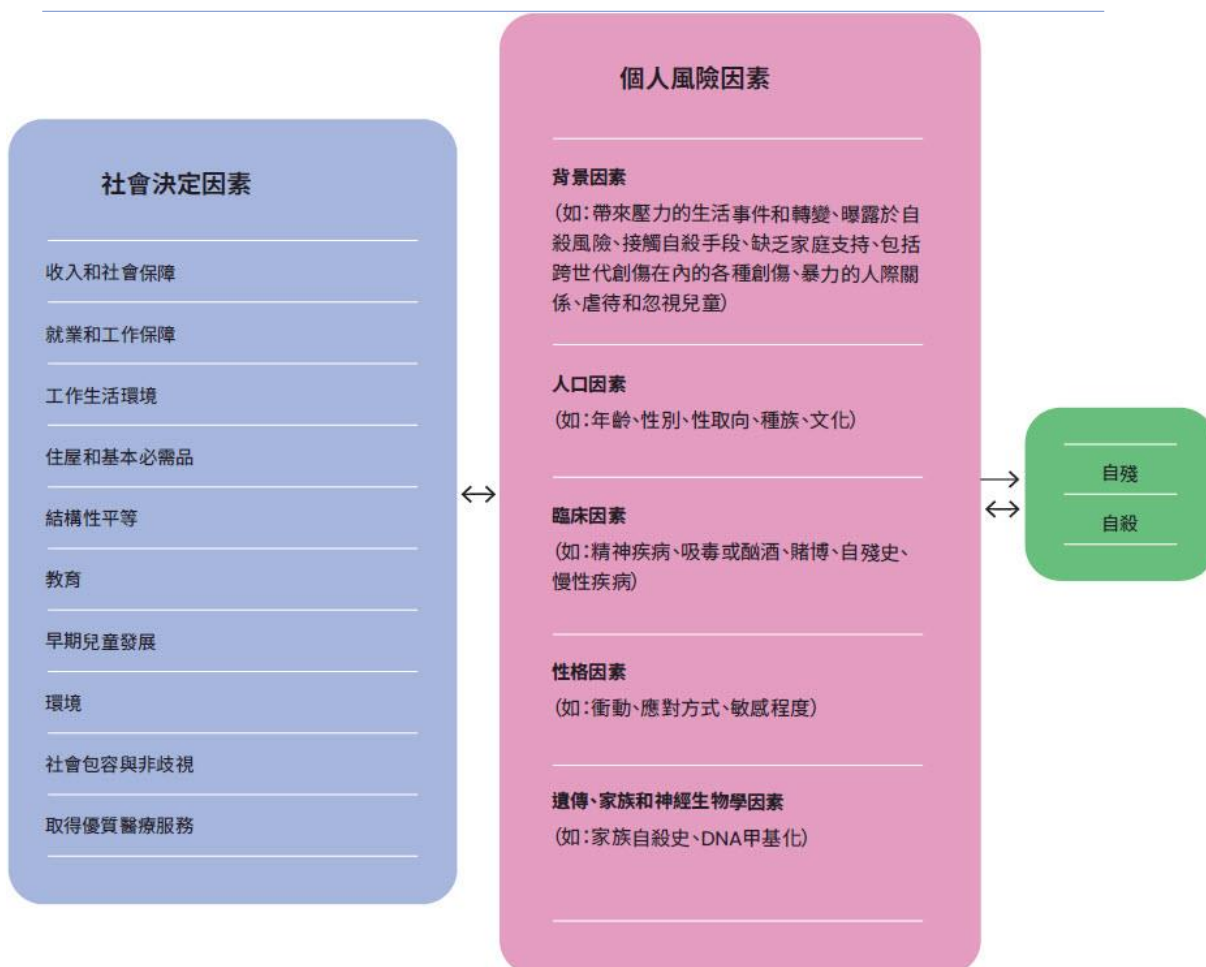 社會決定因素
收入和社會保障
就業和工作保障
工作生活環境
住屋和基本必需品
結構性平等
教育
早期兒童發展
環境
社會包容與非歧視
取得優質醫療服務
個人風險因素
背景因素
(如：帶來壓力的生活事件和轉變、曝露於自
殺風險、接觸自殺手段、缺乏家庭支持、包括
跨世代創傷在內的各種創傷、暴力的人際關
係、虐待和忽視兒童)
人口因素
(如：年齡、性別、性取向、種族、文化)
臨床因素
(如：精神疾病、吸毒或酗酒、賭博、自殘史、
慢性疾病)
性格因素
(如：衝動、應對方式、敏感程度)
遺傳、家族和神經生物學因素
(如：家族自殺史、DNA甲基化)
自殘
自殺